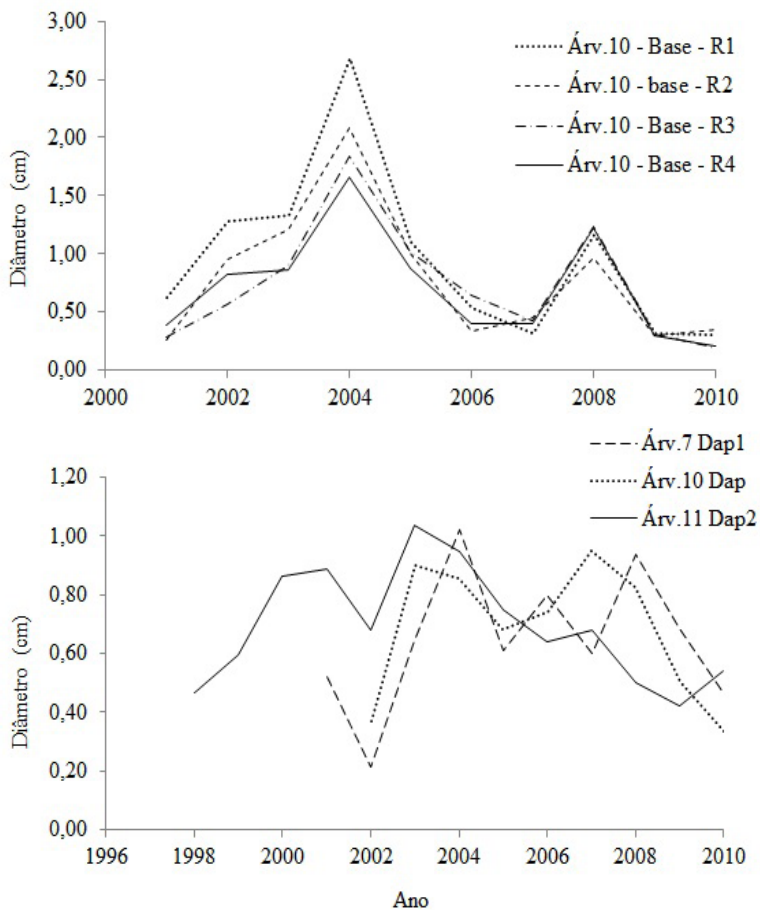 3,00
2,50
2,00
1,50
1,00
0,50
0,00
Diâmetro (cm)
Árv.10 - Base - R1
Árv.10 - base - R2
Árv.10 - Base - R3
Árv.10 - Base - R4
2000 2002 2004 2006 2008 2010
Árv.7 Dap1
Árv.10 Dap
Árv.11 Dap2
1,20
1,00
0,80
0,60
0,40
0,20
0,00
Diâmetro (cm)
1996 1998 2000 2002 2004 2006 2008 2010
Ano